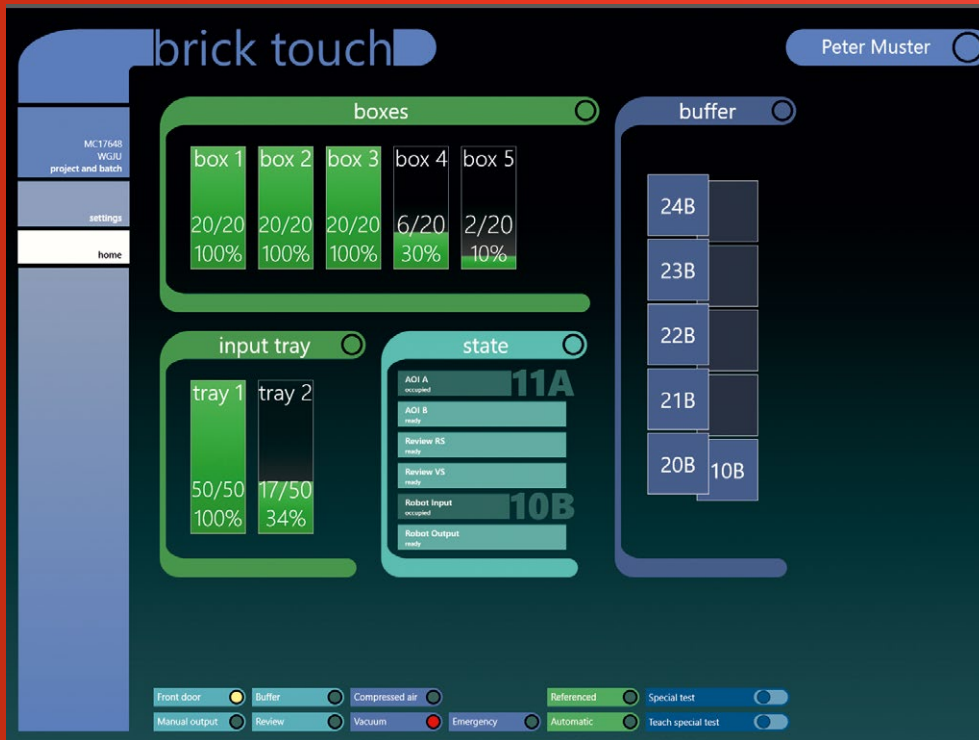 brick touch
Peter Muster
MC17648
WGJU
project and batch
settings
home
boxes
box 1
20/20
100%
box 2
20/20
100%
box 3
20/20
100%
box 4
6/20
30%
box 5
2/20
10%
buffer
24B
23B
22B
21B
20B
10B
input tray
tray 1
50/50
100%
tray 2
17/50
34%
state
AOI A
occupied
11A
AOI B
ready
Review RS
ready
Review VS
ready
Robot Input
occupied
10B
Robot Output
ready
Front door
Buffer
Compressed air
Referenced
Special test
Manual output
Review
Vacuum
Emergency
Automatic
Teach special test